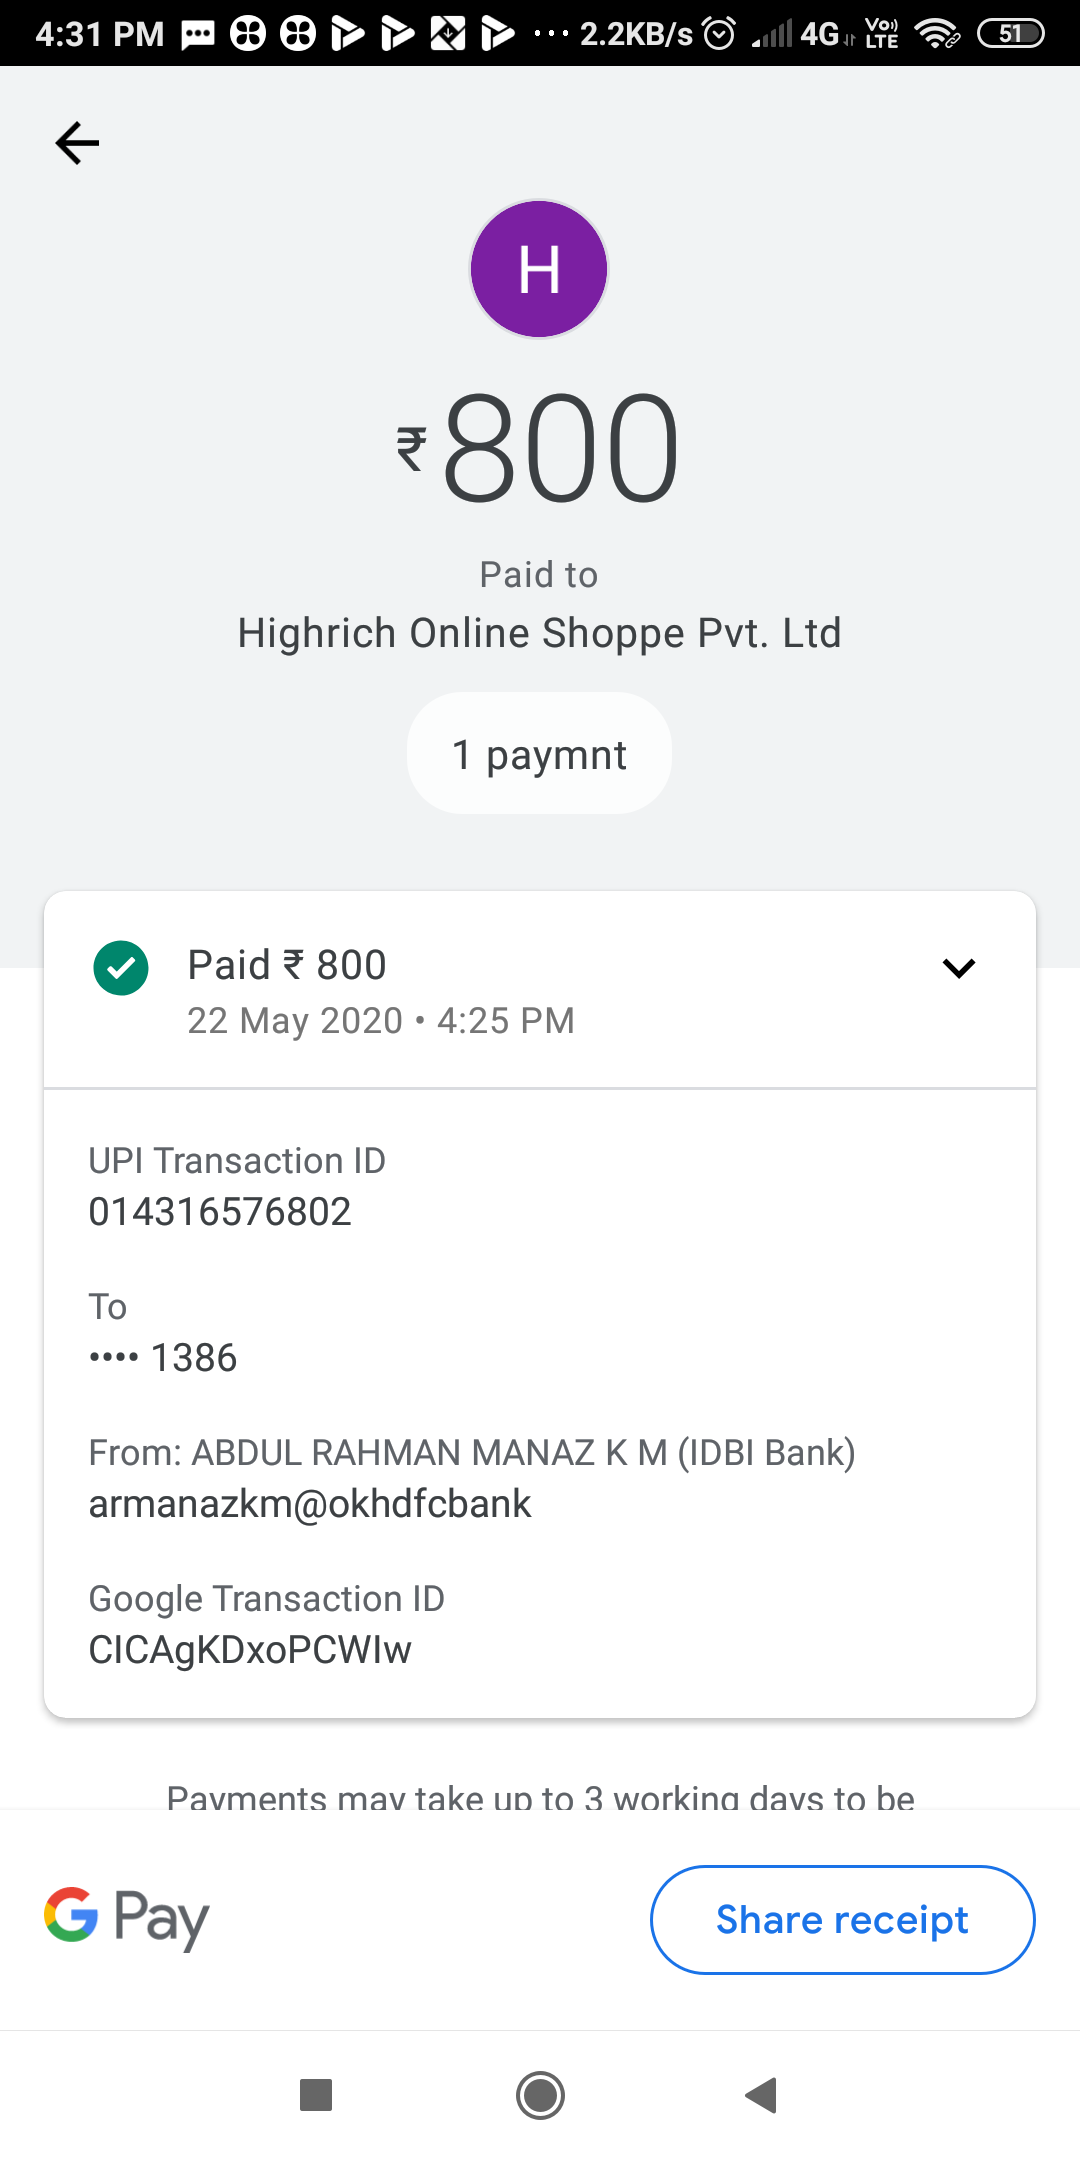 4:31 PM ... 2.2KB/s 4G Vo)) LTE 51
H
₹800
Paid to
Highrich Online Shoppe Pvt. Ltd
1 paymnt
Paid ₹ 800
22 May 2020 • 4:25 PM
UPI Transaction ID
014316576802
To
•••• 1386
From: ABDUL RAHMAN MANAZ K M (IDBI Bank)
armanazkm@okhdfcbank
Google Transaction ID
CICAgKDxoPCWIw
Payments may take up to 3 working days to be
G Pay
Share receipt